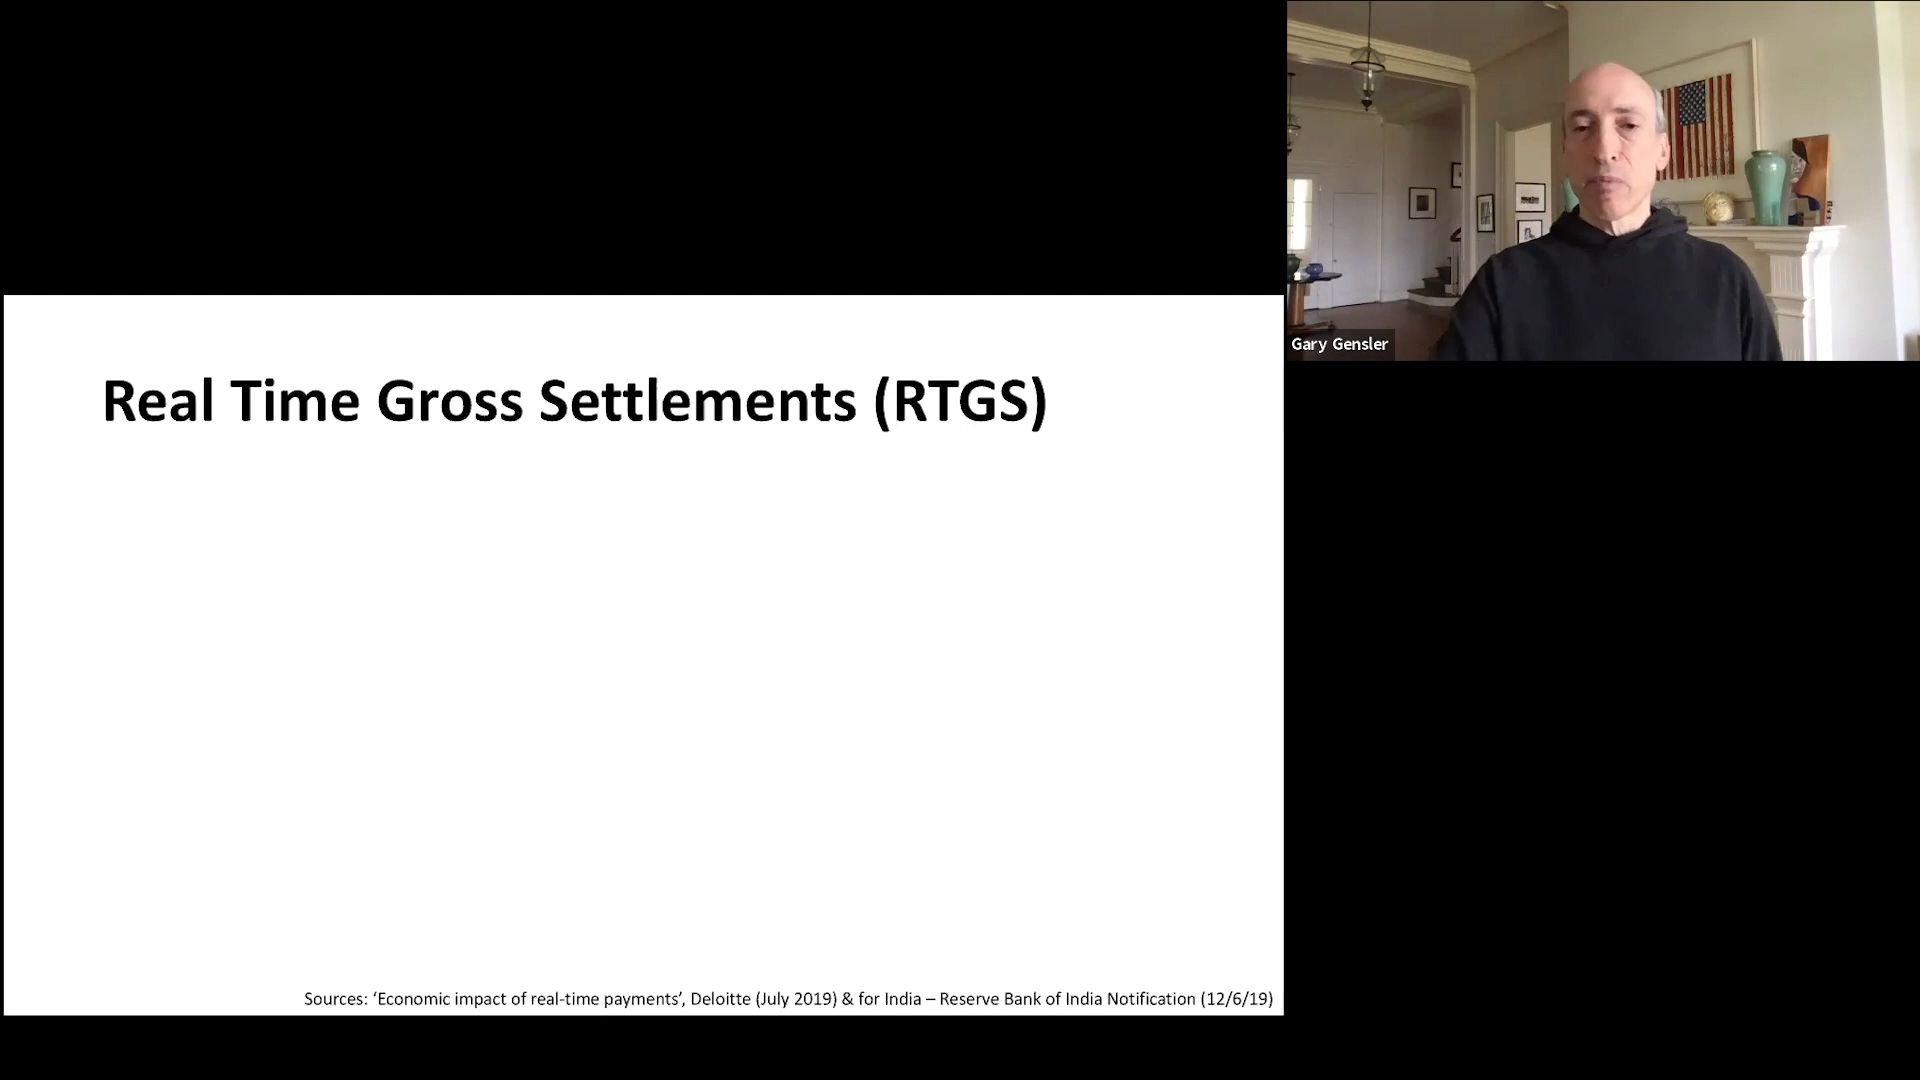 Gary Gensler
Real Time Gross Settlements (RTGS)
Sources: ‘Economic impact of real-time payments’, Deloitte (July 2019) & for India – Reserve Bank of India Notification (12/6/19)